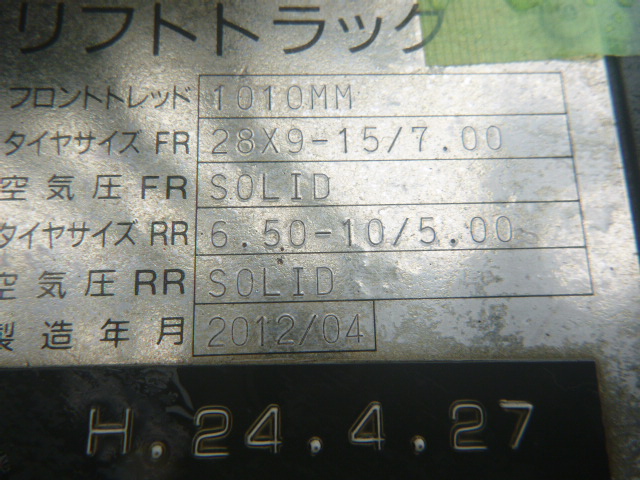 リフトトラック
フロントトレッド 1010MM
タイヤサイズ FR 28X9-15/7.00
空気圧 FR SOLID
タイヤサイズ RR 6.50-10/5.00
空気圧 RR SOLID
製造年月 2012/04
H.24.4.27